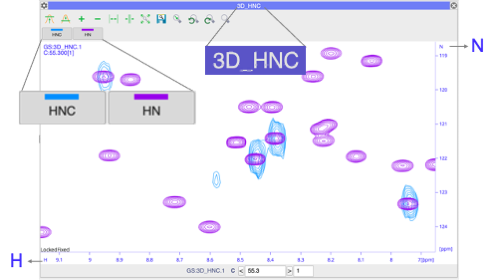 3D_HNC
HNC HN
GS:3D_HNC.1
C:55.300[1]
3D_HNC
N
N
119
120
HNC HN
121
122
123
124
[ppm]
Locked Fixed
H
H 9.1 9 8.9 8.8 8.7 8.6 8.5 8.4 8.3 8.2 8.1 8 7.9 7[ppm]
GS:3D_HNC.1 C < 55.3 > 1